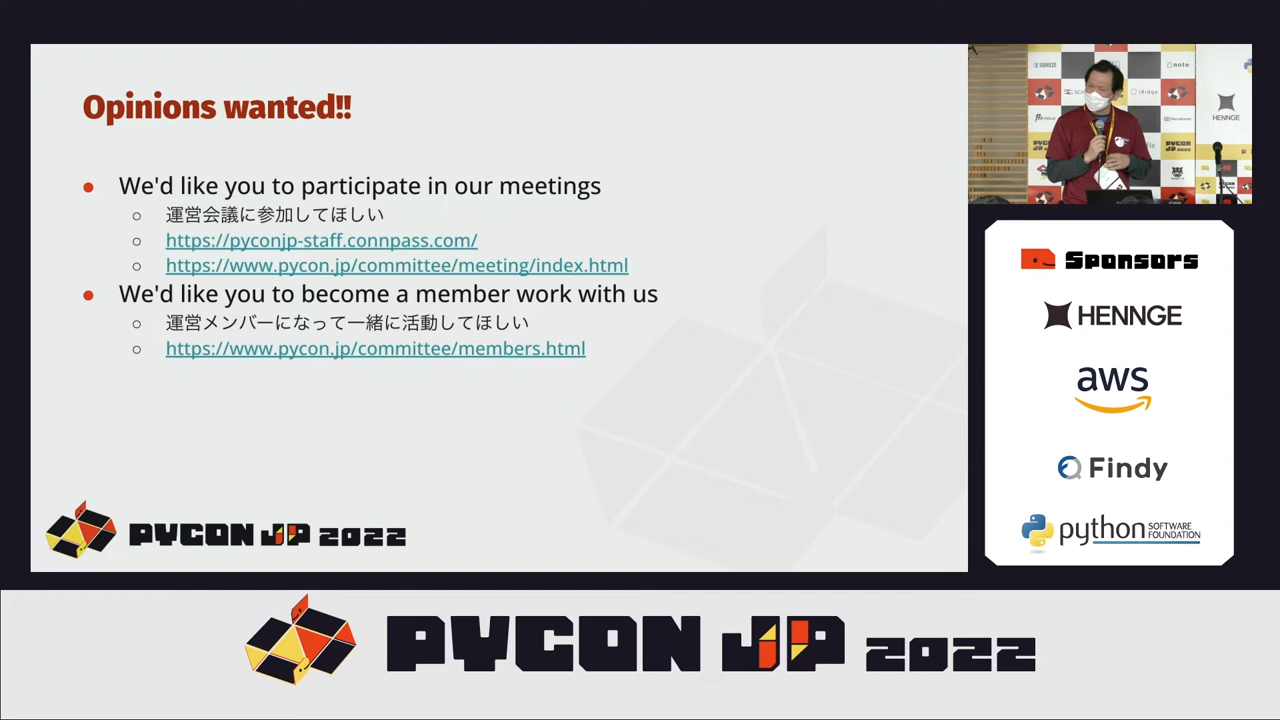 Opinions wanted!!
We'd like you to participate in our meetings
運営会議に参加してほしい
https://pyconjp-staff.connpass.com/
https://www.pycon.jp/committee/meeting/index.html
We'd like you to become a member work with us
運営メンバーになって一緒に活動してほしい
https://www.pycon.jp/committee/members.html
PYCON JP 2022
note
HENNGE
Sponsors
HENNGE
aws
Findy
python SOFTWARE
FOUNDATION
PYCON JP 2022